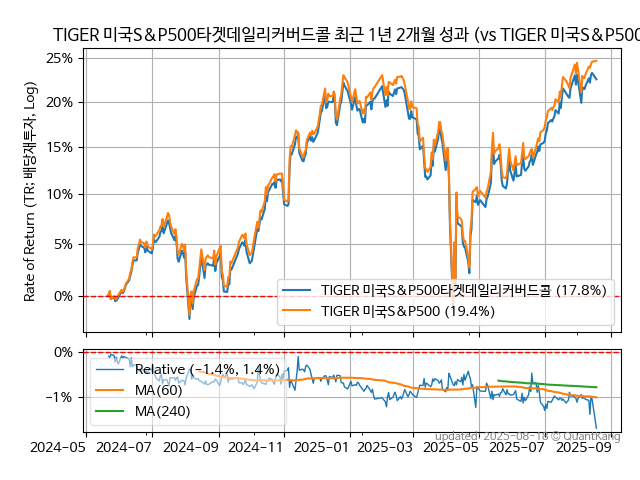 TIGER 미국S&P500타겟데일리커버드콜 최근 1년 2개월 성과 (vs TIGER 미국S&P500
Rate of Return (TR: 배당재투자, Log)
25%
20%
15%
10%
5%
0%
TIGER 미국S&P500타겟데일리커버드콜 (17.8%)
TIGER 미국S&P500 (19.4%)
0%
−1%
Relative (−1.4%, 1.4%)
MA(60)
MA(240)
updated: 2025-08-18 © QuantKang
2024-05 2024-07 2024-09 2024-11 2025-01 2025-03 2025-05 2025-07 2025-09